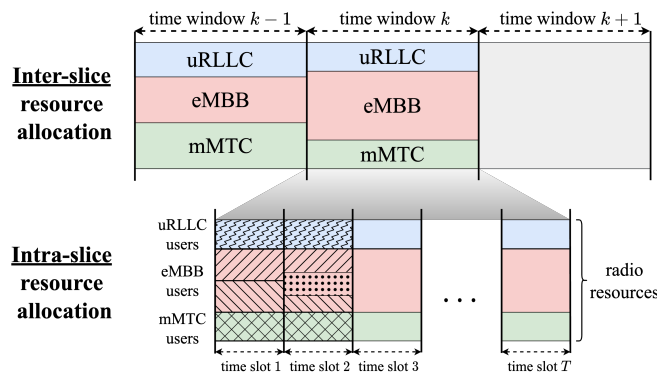 time window k − 1
time window k
time window k + 1
Inter-slice
resource
allocation
uRLLC
eMBB
mMTC
uRLLC
eMBB
mMTC
Intra-slice
resource
allocation
uRLLC
users
eMBB
users
mMTC
users
...
radio
resources
time slot 1
time slot 2
time slot 3
time slot T